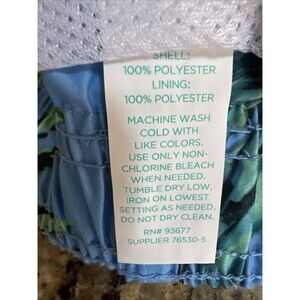 SHELL:
100% POLYESTER
LINING:
100% POLYESTER
MACHINE WASH
COLD WITH
LIKE COLORS.
USE ONLY NON-
CHLORINE BLEACH
WHEN NEEDED.
TUMBLE DRY LOW.
IRON ON LOWEST
SETTING AS NEEDED.
DO NOT DRY CLEAN.
RN# 93677
SUPPLIER 76530-5